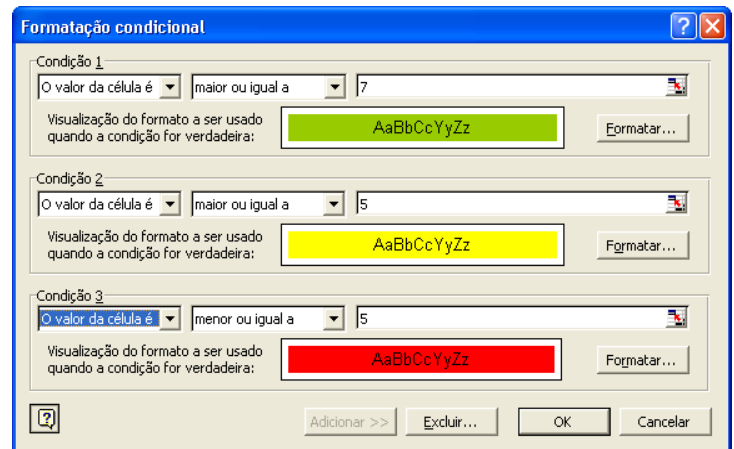 Formatação condicional
Condição 1
O valor da célula é maior ou igual a 7
Visualização do formato a ser usado
quando a condição for verdadeira:
AaBbCcYyZz
Formatar...
Condição 2
O valor da célula é maior ou igual a 5
Visualização do formato a ser usado
quando a condição for verdadeira:
AaBbCcYyZz
Formatar...
Condição 3
O valor da célula é menor ou igual a 5
Visualização do formato a ser usado
quando a condição for verdadeira:
AaBbCcYyZz
Formatar...
Adicionar >> Excluir... OK Cancelar